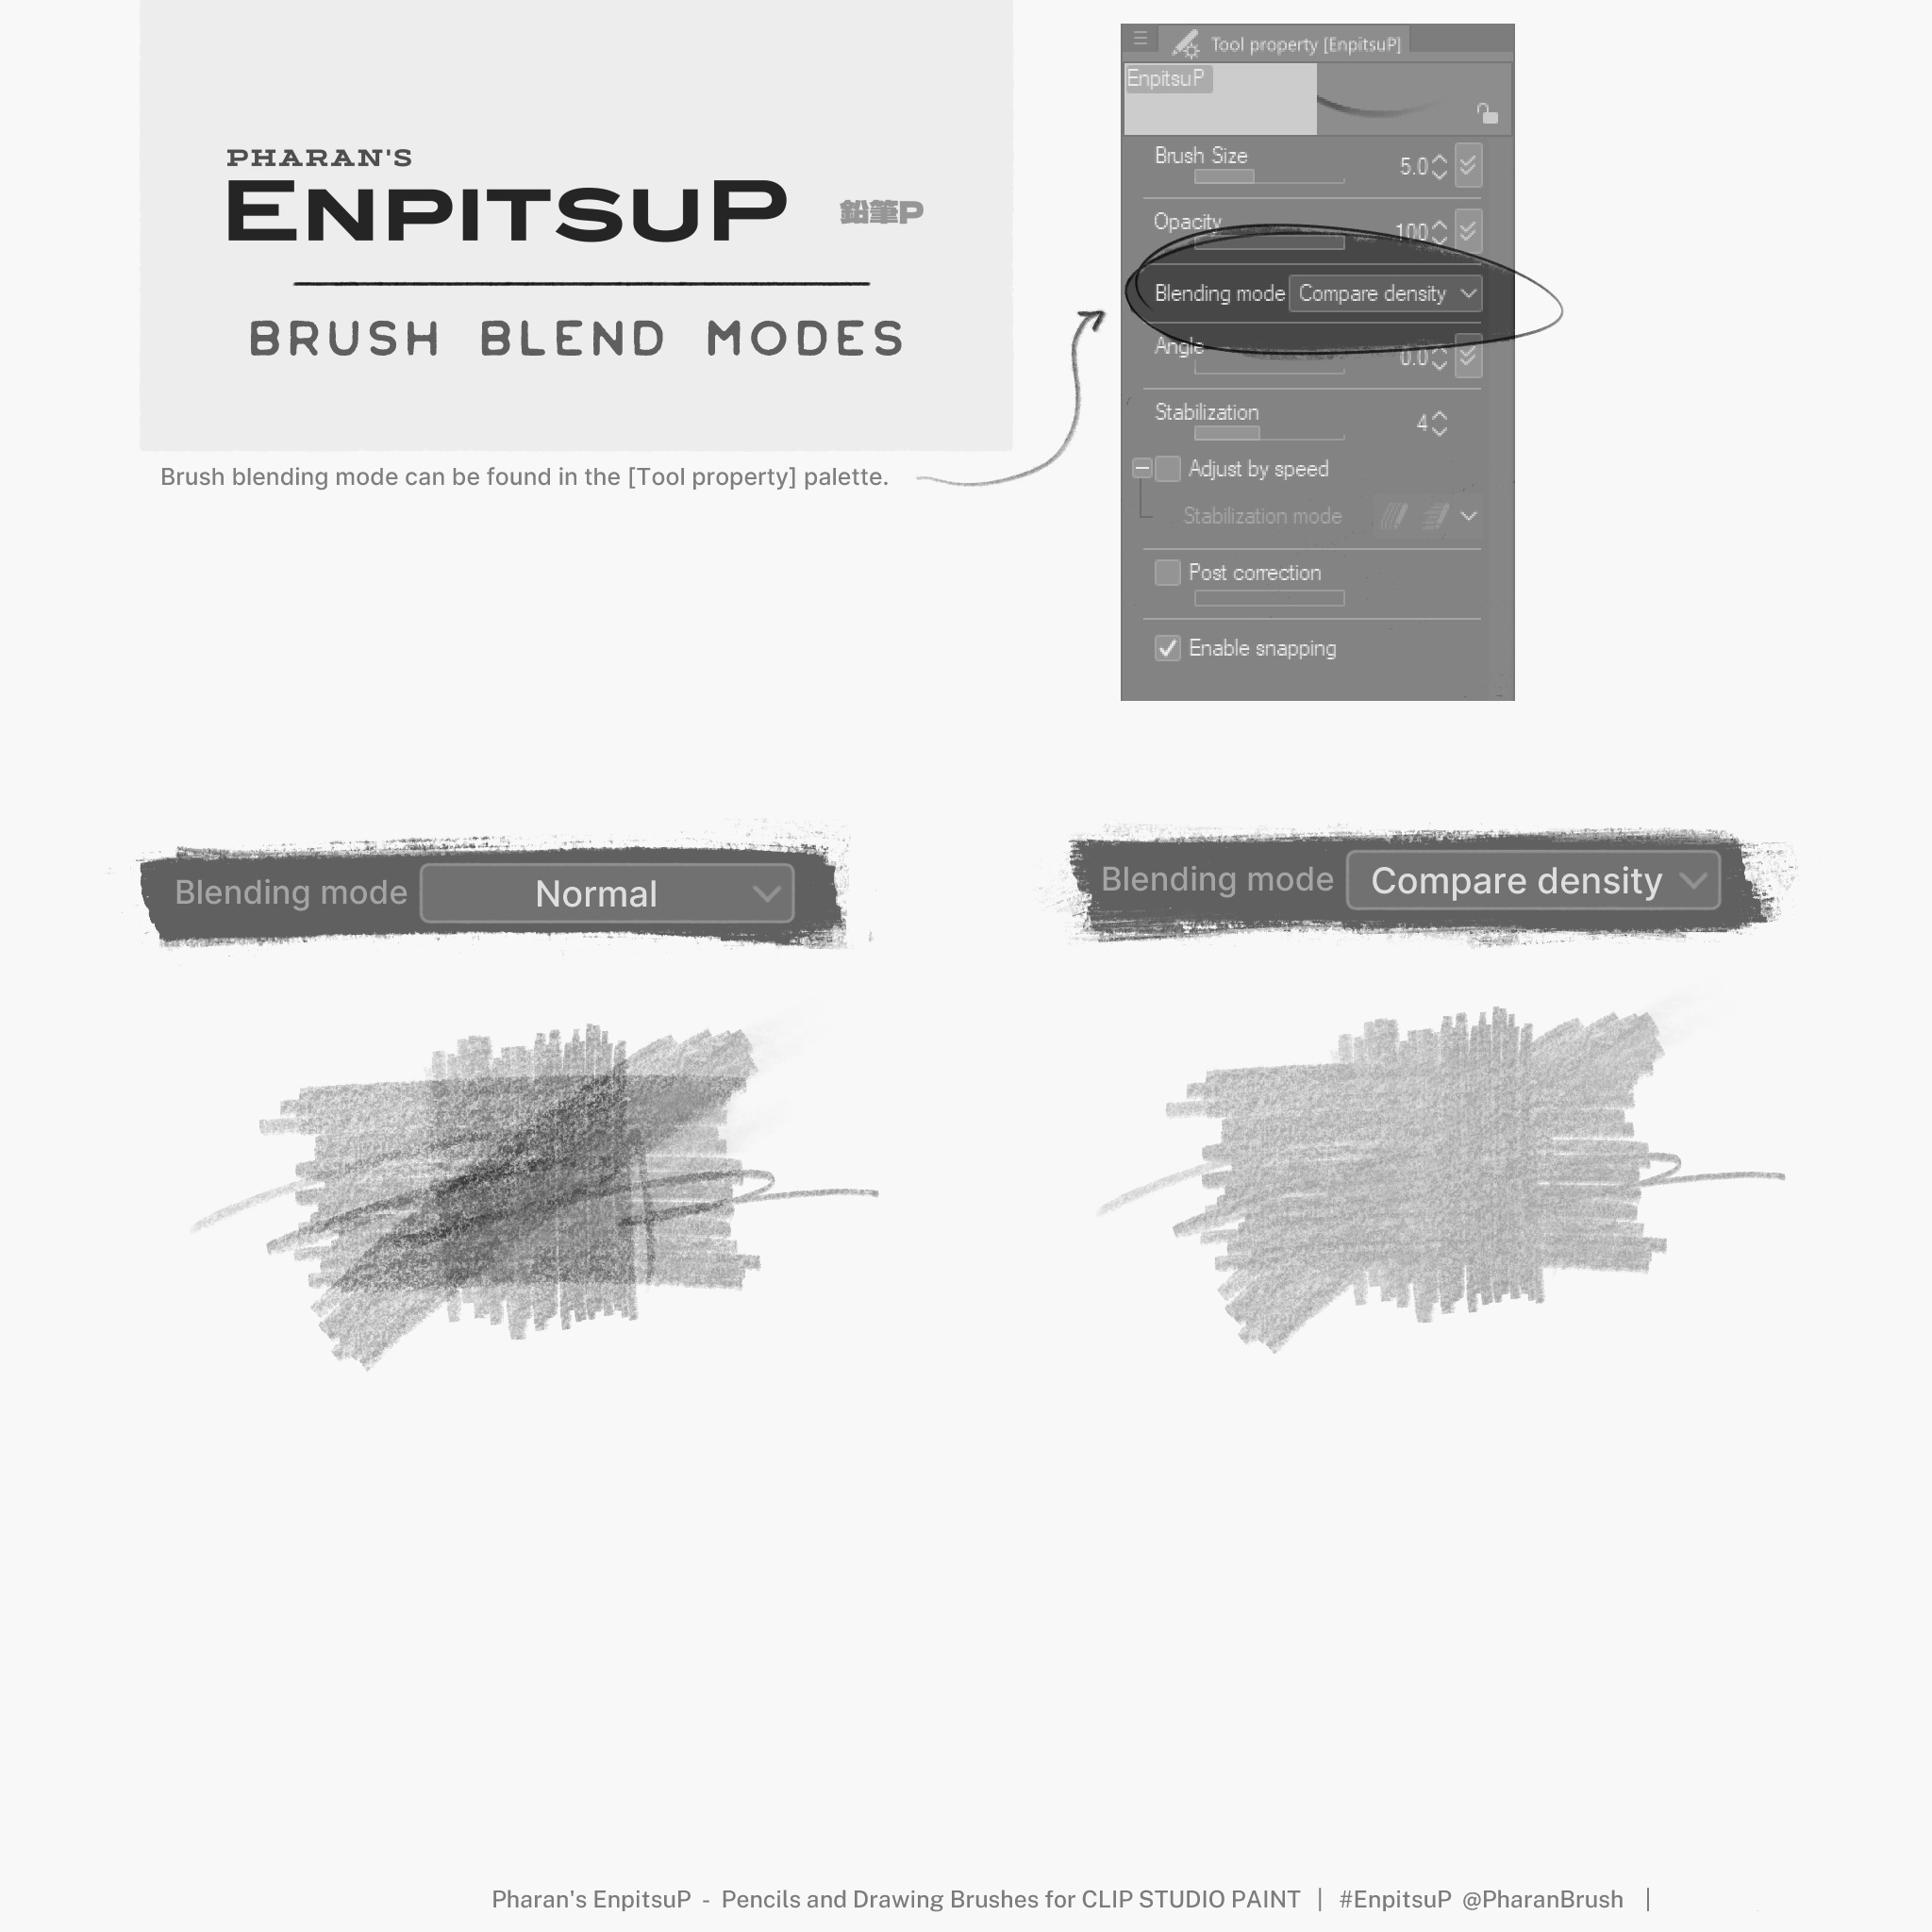 PHARAN'S
ENPITSUP 鉛筆P
BRUSH BLEND MODES
Brush blending mode can be found in the [Tool property] palette.
Tool property [EnpitsuP]
EnpitsuP
Brush Size 5.0
Opacity 100
Blending mode Compare density
Angle 0.0
Stabilization 4
Adjust by speed
Stabilization mode
Post correction
Enable snapping
Blending mode Normal
Blending mode Compare density
Pharan's EnpitsuP - Pencils and Drawing Brushes for CLIP STUDIO PAINT | #EnpitsuP @PharanBrush |